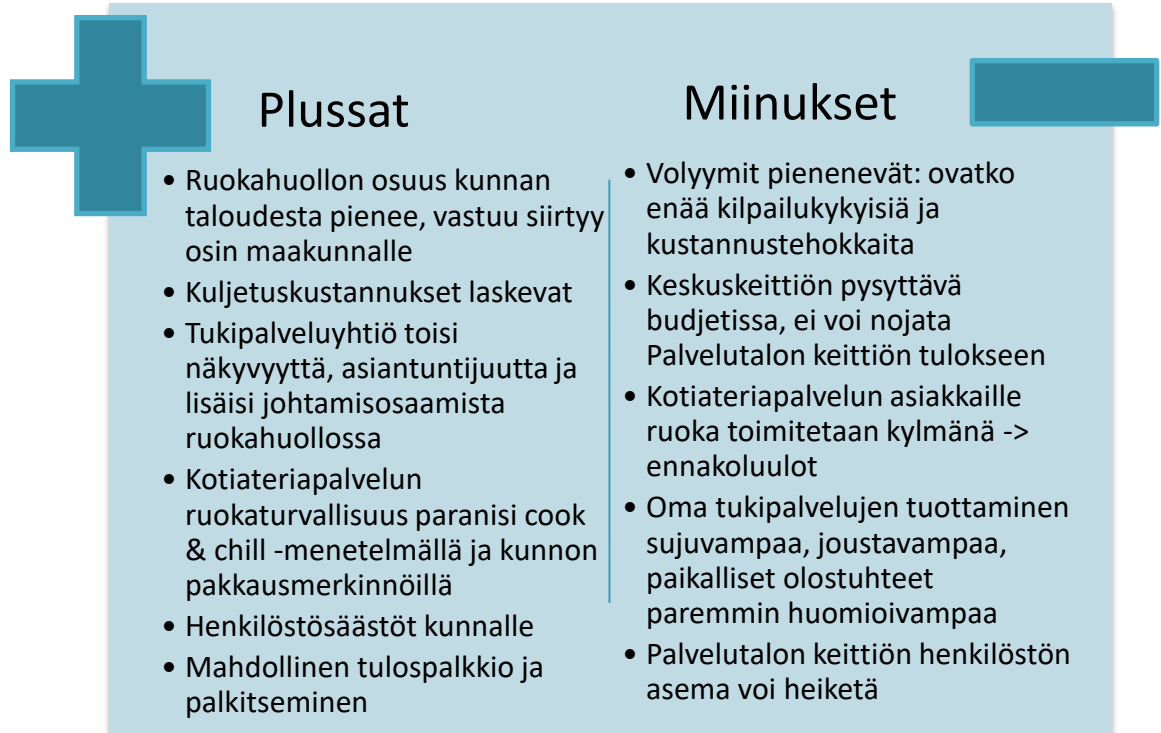 Plussat
• Ruokahuollon osuus kunnan
taloudesta pienee, vastuu siirtyy
osin maakunnalle
• Kuljetuskustannukset laskevat
• Tukipalveluyhtiö toisi
näkyvyyttä, asiantuntijuutta ja
lisäisi johtamisosaamista
ruokahuollossa
• Kotiateriapalvelun
ruokaturvallisuus paranisi cook
& chill -menetelmällä ja kunnon
pakkausmerkinnöillä
• Henkilöstösäästöt kunnalle
• Mahdollinen tulospalkkio ja
palkitseminen
Miinukset
• Volyymit pienenevät: ovatko
enää kilpailukykyisiä ja
kustannustehokkaita
• Keskuskeittiön pysyttävä
budjetissa, ei voi nojata
Palvelutalon keittiön tulokseen
• Kotiateriapalvelun asiakkaille
ruoka toimitetaan kylmänä ->
ennakoluulot
• Oma tukipalvelujen tuottaminen
sujuvampaa, joustavampaa,
paikalliset olostuhteet
paremmin huomioivampaa
• Palvelutalon keittiön henkilöstön
asema voi heiketä